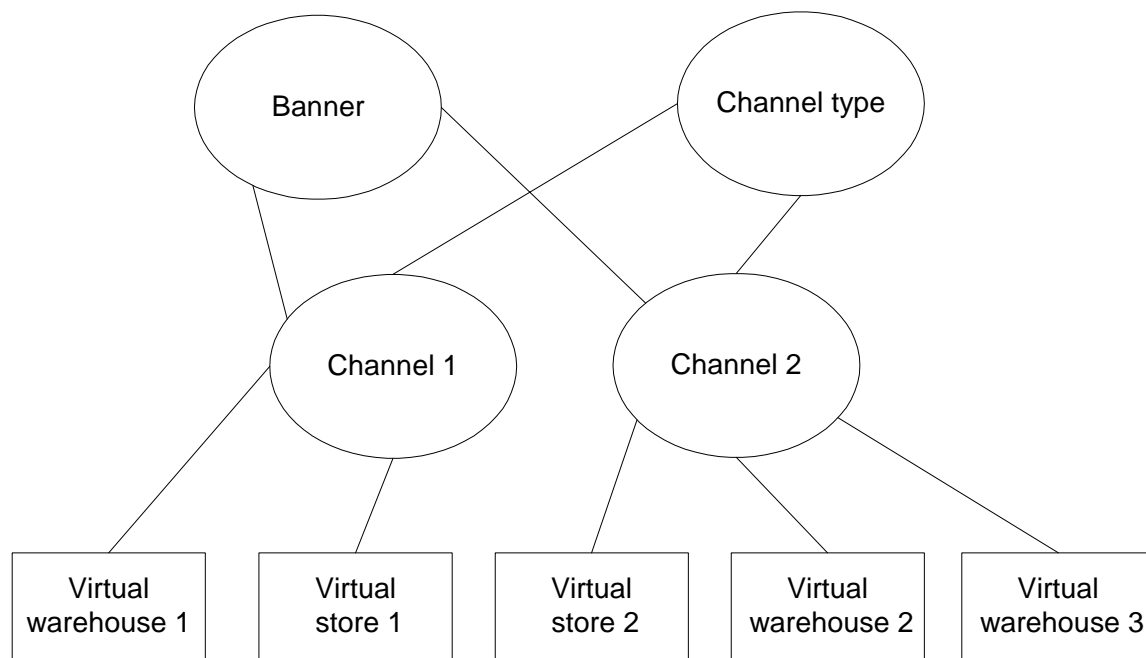 Banner
Channel type
Channel 1
Channel 2
Virtual
warehouse 1
Virtual
store 1
Virtual
store 2
Virtual
warehouse 2
Virtual
warehouse 3